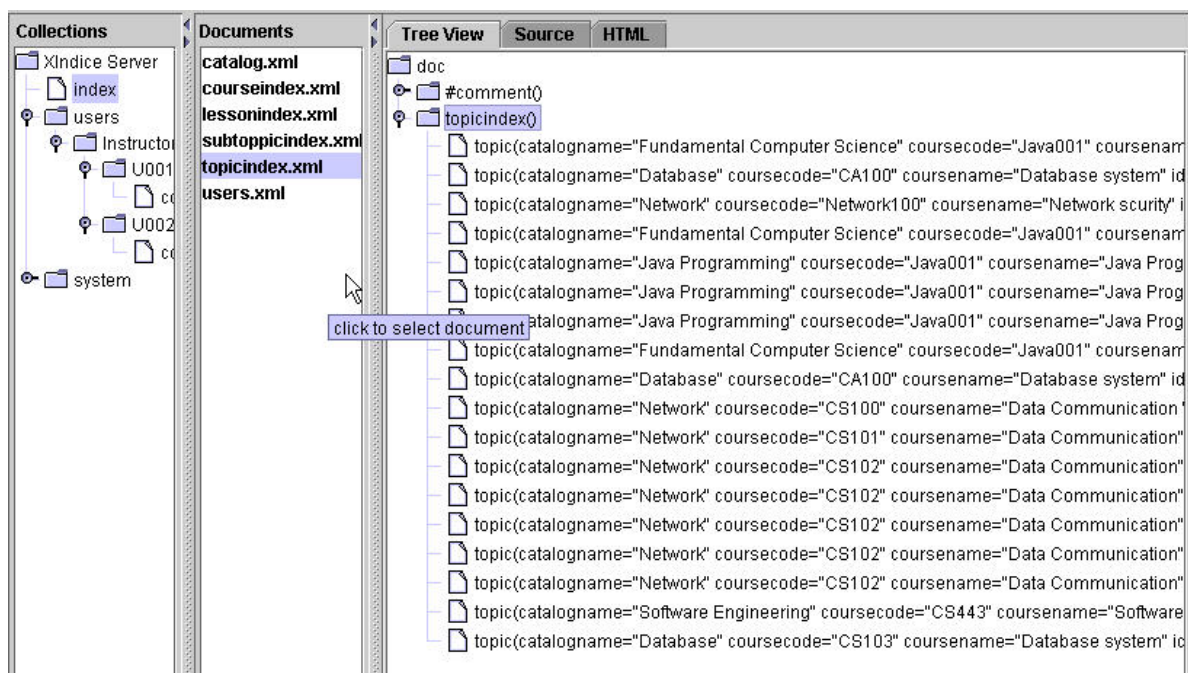 Collections
XIndice Server
index
users
Instructor
U001
U002
system
Documents
catalog.xml
courseindex.xml
lessonindex.xml
subtoppicindex.xml
topicindex.xml
users.xml
click to select document
Tree View Source HTML
doc
#comment()
topicindex()
topic(catalogname="Fundamental Computer Science" coursecode="Java001" coursenam
topic(catalogname="Database" coursecode="CA100" coursename="Database system" id
topic(catalogname="Network" coursecode="Network100" coursename="Network scurity" i
topic(catalogname="Fundamental Computer Science" coursecode="Java001" coursenam
topic(catalogname="Java Programming" coursecode="Java001" coursename="Java Prog
topic(catalogname="Java Programming" coursecode="Java001" coursename="Java Prog
catalogname="Java Programming" coursecode="Java001" coursename="Java Prog
topic(catalogname="Fundamental Computer Science" coursecode="Java001" coursenam
topic(catalogname="Database" coursecode="CA100" coursename="Database system" id
topic(catalogname="Network" coursecode="CS100" coursename="Data Communication "
topic(catalogname="Network" coursecode="CS101" coursename="Data Communication"
topic(catalogname="Network" coursecode="CS102" coursename="Data Communication"
topic(catalogname="Network" coursecode="CS102" coursename="Data Communication"
topic(catalogname="Network" coursecode="CS102" coursename="Data Communication"
topic(catalogname="Network" coursecode="CS102" coursename="Data Communication"
topic(catalogname="Network" coursecode="CS102" coursename="Data Communication"
topic(catalogname="Software Engineering" coursecode="CS443" coursename="Software
topic(catalogname="Database" coursecode="CS103" coursename="Database system" ic